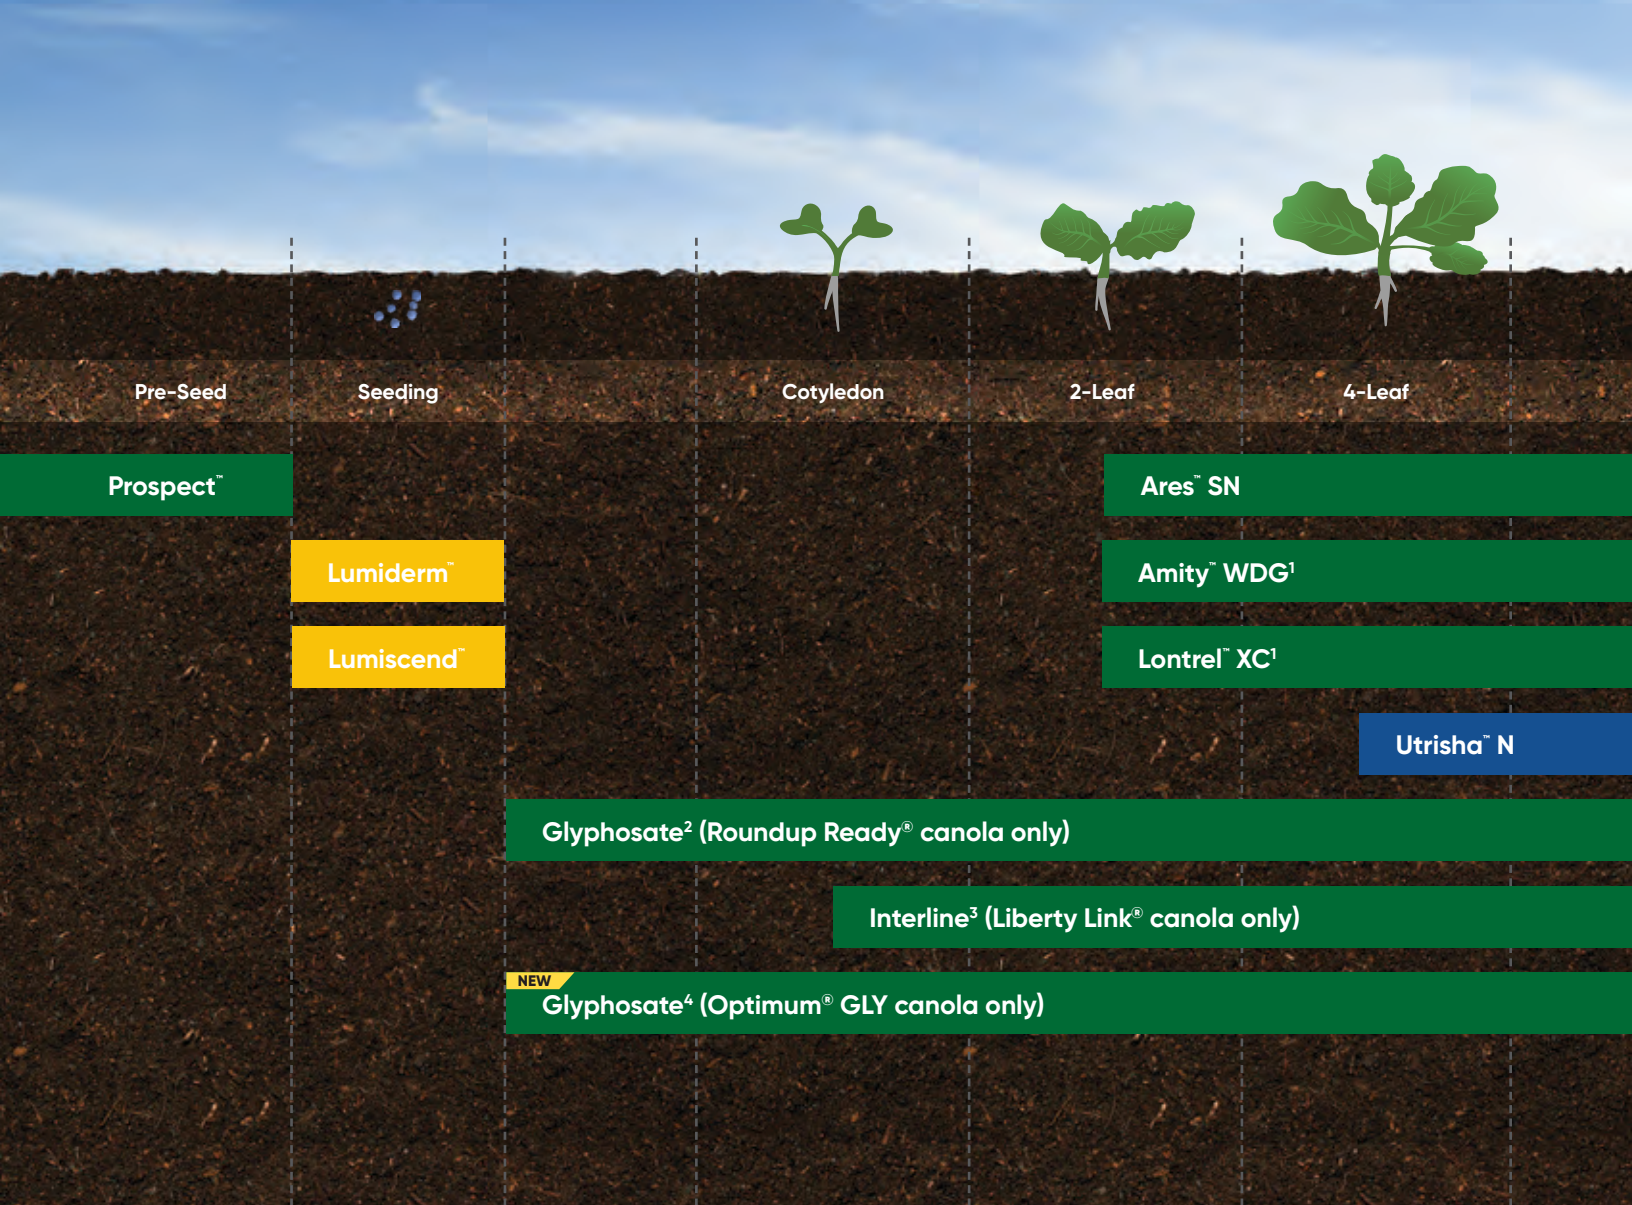 Pre-Seed
Seeding
Cotyledon
2-Leaf
4-Leaf
Prospect™
Ares™ SN
Lumiderm™
Amity™ WDG¹
Lumiscend™
Lontrel™ XC¹
Utrisha™ N
Glyphosate² (Roundup Ready® canola only)
Interline³ (Liberty Link® canola only)
NEW
Glyphosate⁴ (Optimum® GLY canola only)